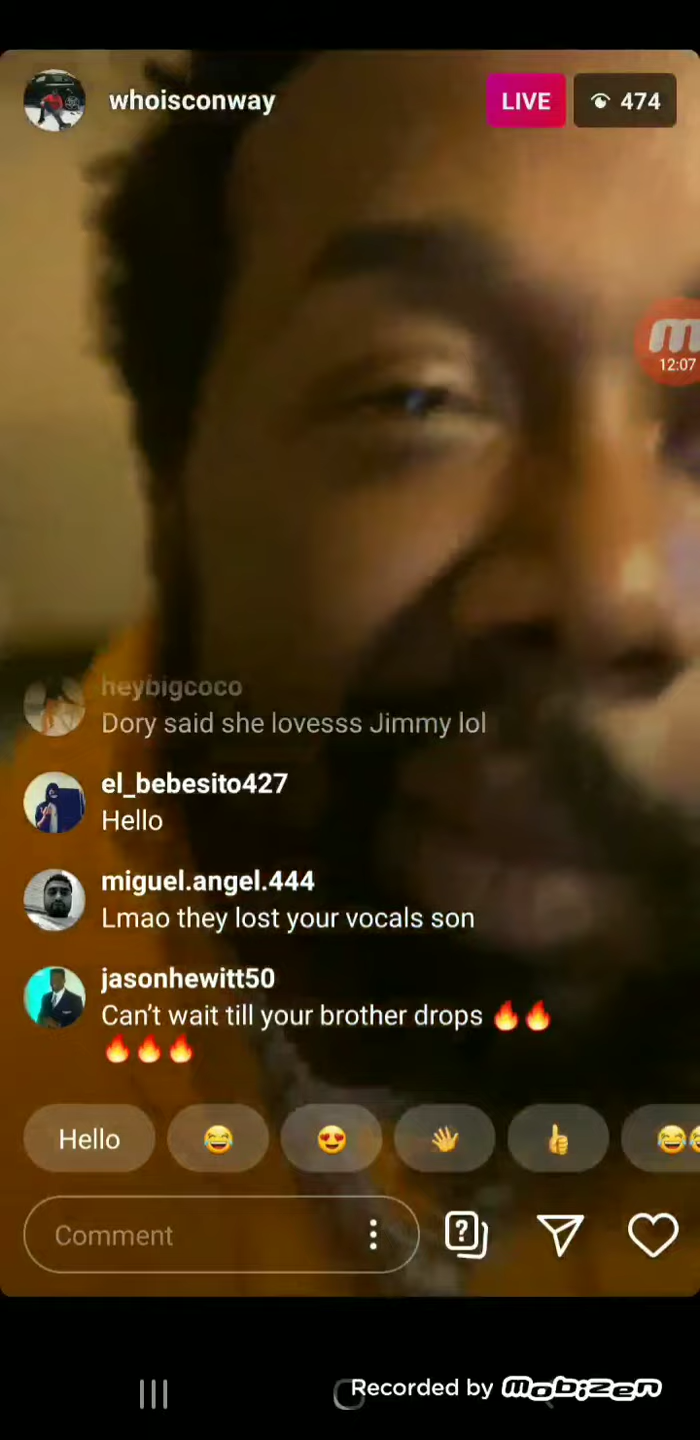 whoisconway
LIVE
474
m
12:07
heybigcoco
Dory said she lovesss Jimmy lol
el_bebesito427
Hello
miguel.angel.444
Lmao they lost your vocals son
jasonhewitt50
Can't wait till your brother drops 🔥🔥
🔥🔥🔥
Hello
Comment
Recorded by mobizen